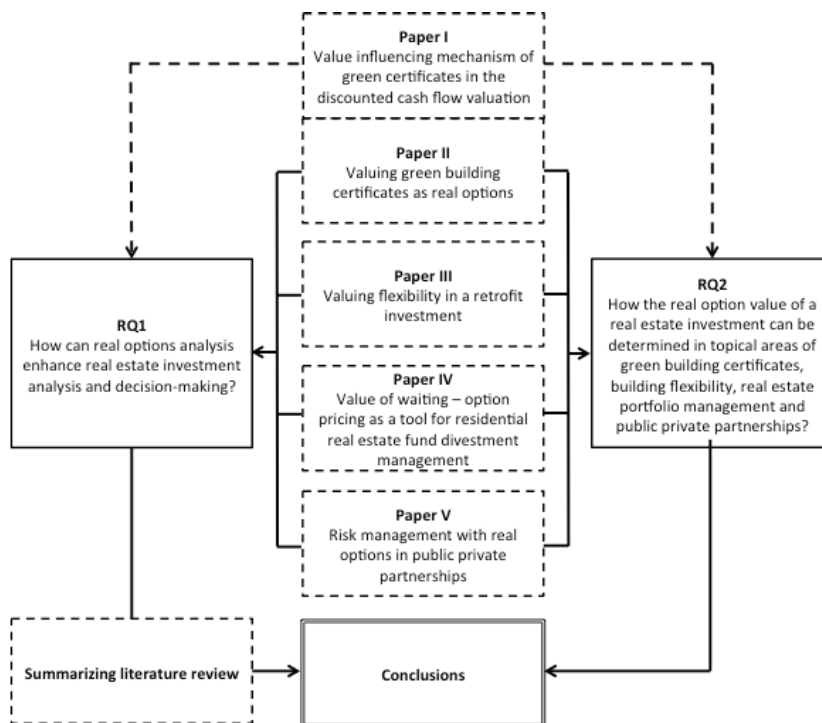 Paper I
Value influencing mechanism of
green certificates in the
discounted cash flow valuation
Paper II
Valuing green building
certificates as real options
Paper III
Valuing flexibility in a retrofit
investment
Paper IV
Value of waiting – option
pricing as a tool for residential
real estate fund divestment
management
Paper V
Risk management with real
options in public private
partnerships
RQ1
How can real options analysis
enhance real estate investment
analysis and decision-making?
RQ2
How the real option value of a
real estate investment can be
determined in topical areas of
green building certificates,
building flexibility, real estate
portfolio management and
public private partnerships?
Summarizing literature review
Conclusions